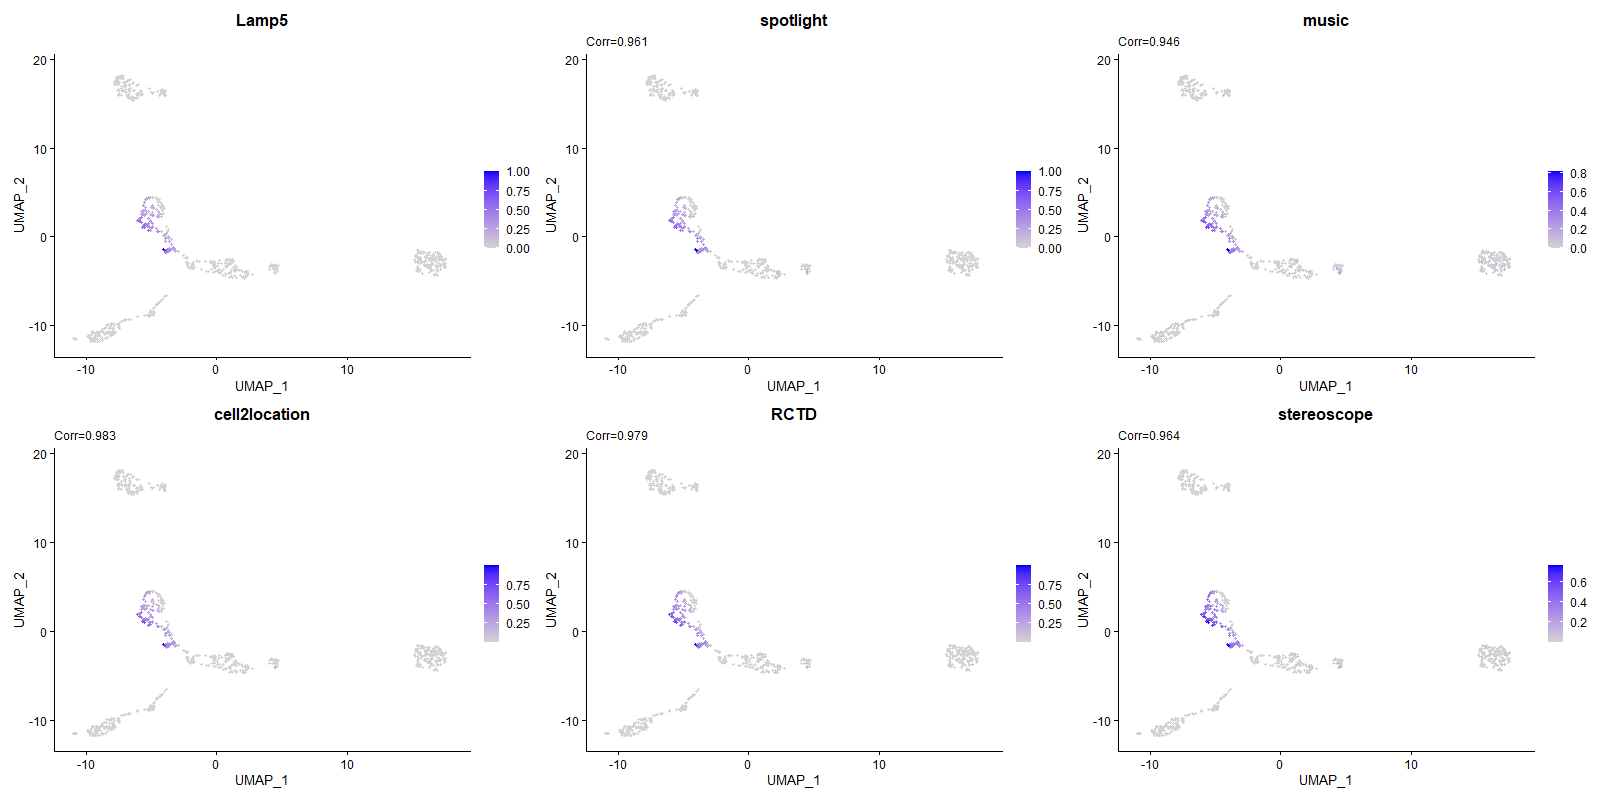 Lamp5
20
10
0
-10
UMAP_2
-10
0
10
UMAP_1
1.00
0.75
0.50
0.25
0.00
spotlight
Corr=0.961
20
10
0
-10
UMAP_2
-10
0
10
UMAP_1
1.00
0.75
0.50
0.25
0.00
music
Corr=0.946
20
10
0
-10
UMAP_2
-10
0
10
UMAP_1
0.8
0.6
0.4
0.2
0.0
cell2location
Corr=0.983
20
10
0
-10
UMAP_2
-10
0
10
UMAP_1
0.75
0.50
0.25
RCTD
Corr=0.979
20
10
0
-10
UMAP_2
-10
0
10
UMAP_1
0.75
0.50
0.25
stereoscope
Corr=0.964
20
10
0
-10
UMAP_2
-10
0
10
UMAP_1
0.6
0.4
0.2